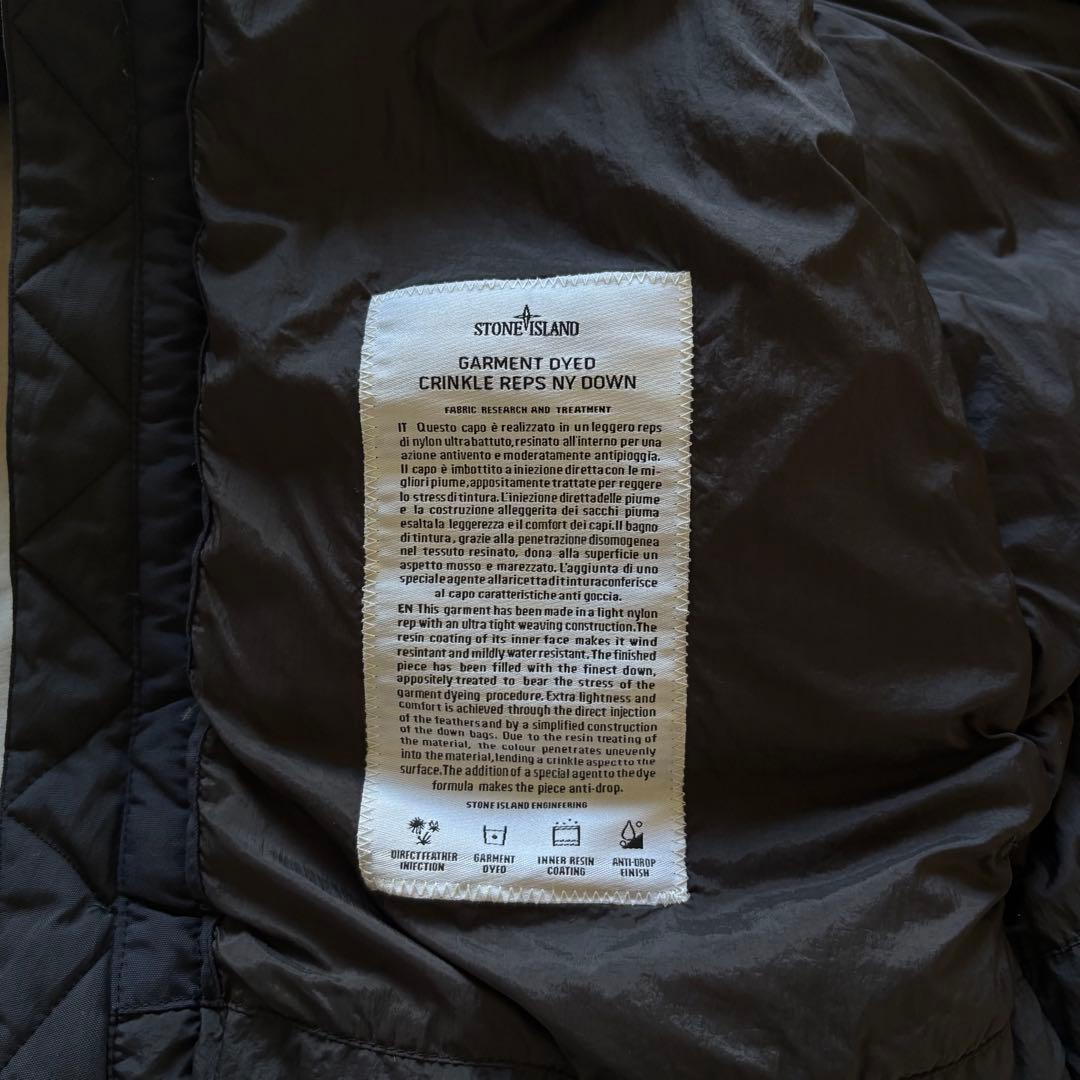 STONE ISLAND
GARMENT DYED
CRINKLE REPS NY DOWN
FABRIC RESEARCH AND TREATMENT
IT Questo capo è realizzato in un leggero reps
di nylon ultrabattuto, resinato all'interno per una
azione antivento e moderatamente antipioggia.
Il capo è imbottito a iniezione diretta con le mi-
gliori piume, appositamente trattate per reggere
lo stress di tintura. L'iniezione diretta delle piume
e la costruzione alleggerita dei sacchi piuma
esalta la leggerezza e il comfort dei capi. Il bagno
di tintura, grazie alla penetrazione disomogenea
nel tessuto resinato, dona alla superficie un
aspetto mosso e marezzato. L'aggiunta di uno
speciale agente alla ricetta di tintura conferisce
al capo caratteristiche anti goccia.
EN This garment has been made in a light nylon
rep with an ultra tight weaving construction. The
resin coating of its inner face makes it wind
resintant and mildly water resistant. The finished
piece has been filled with the finest down,
appositely treated to bear the stress of the
garment dyeing procedure. Extra lightness and
comfort is achieved through the direct injection
of the feathers and by a simplified construction
of the down bags. Due to the resin treating of
the material, the colour penetrates unevenly
into the material, lending a crinkle aspect to the
surface. The addition of a special agent to the dye
formula makes the piece anti-drop.
STONE ISLAND ENGINEERING
DIRECT FEATHER INJECTION
GARMENT DYED
INNER RESIN COATING
ANTI-DROP FINISH